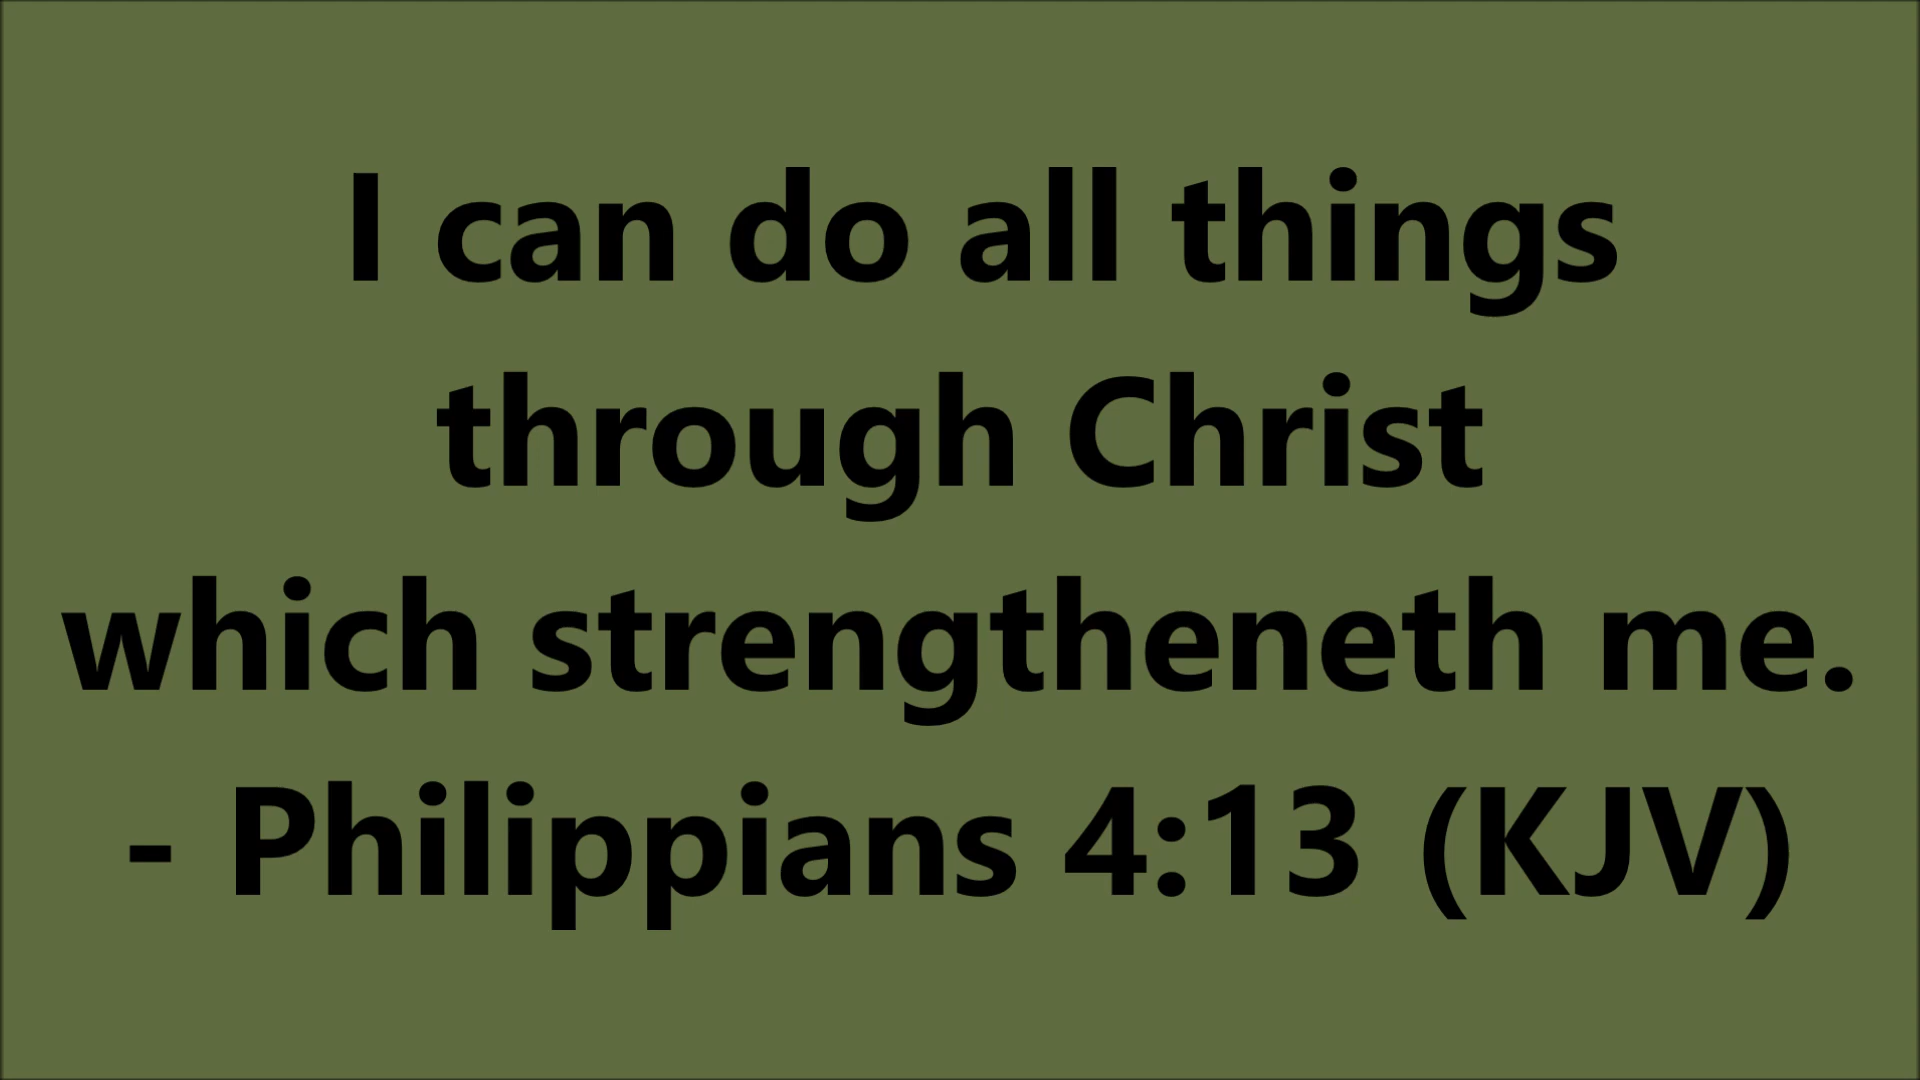 I can do all things
through Christ
which strengtheneth me.
- Philippians 4:13 (KJV)